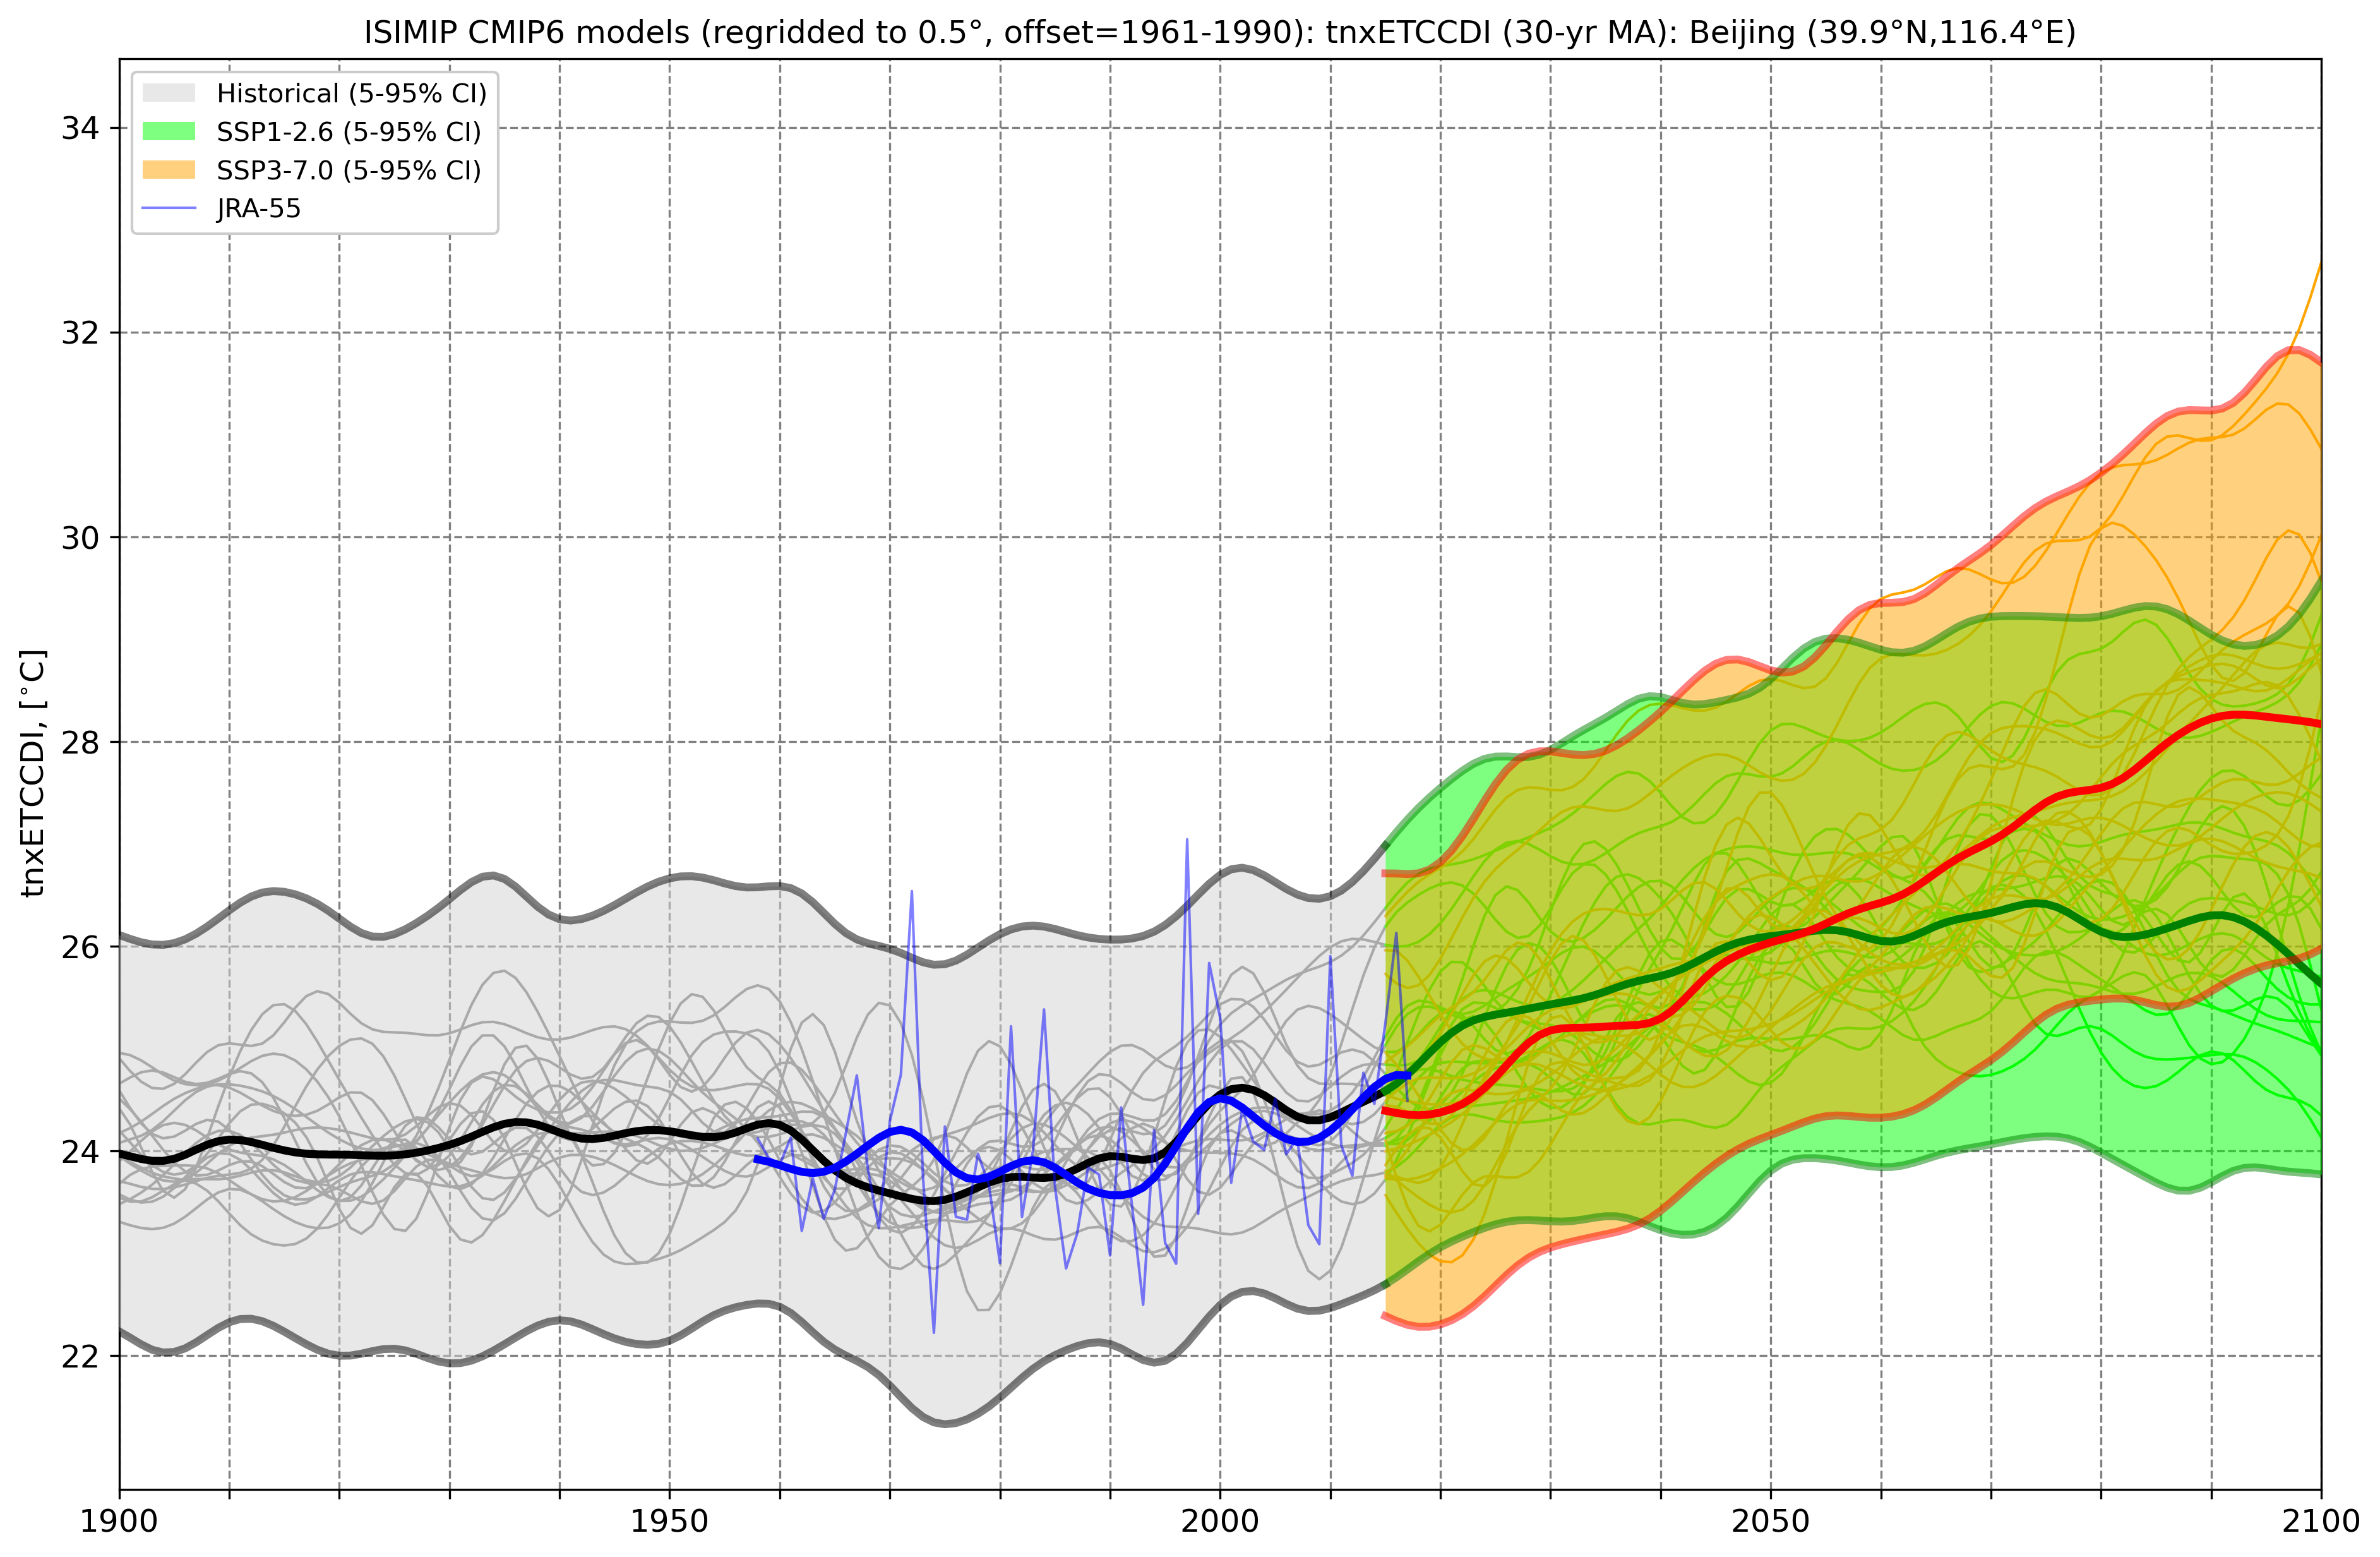 ISIMIP CMIP6 models (regridded to 0.5°, offset=1961-1990): tnxETCCDI (30-yr MA): Beijing (39.9°N,116.4°E)
Historical (5-95% CI)
SSP1-2.6 (5-95% CI)
SSP3-7.0 (5-95% CI)
JRA-55
tnxETCCDI, [°C]
34
32
30
28
26
24
22
1900
1950
2000
2050
2100